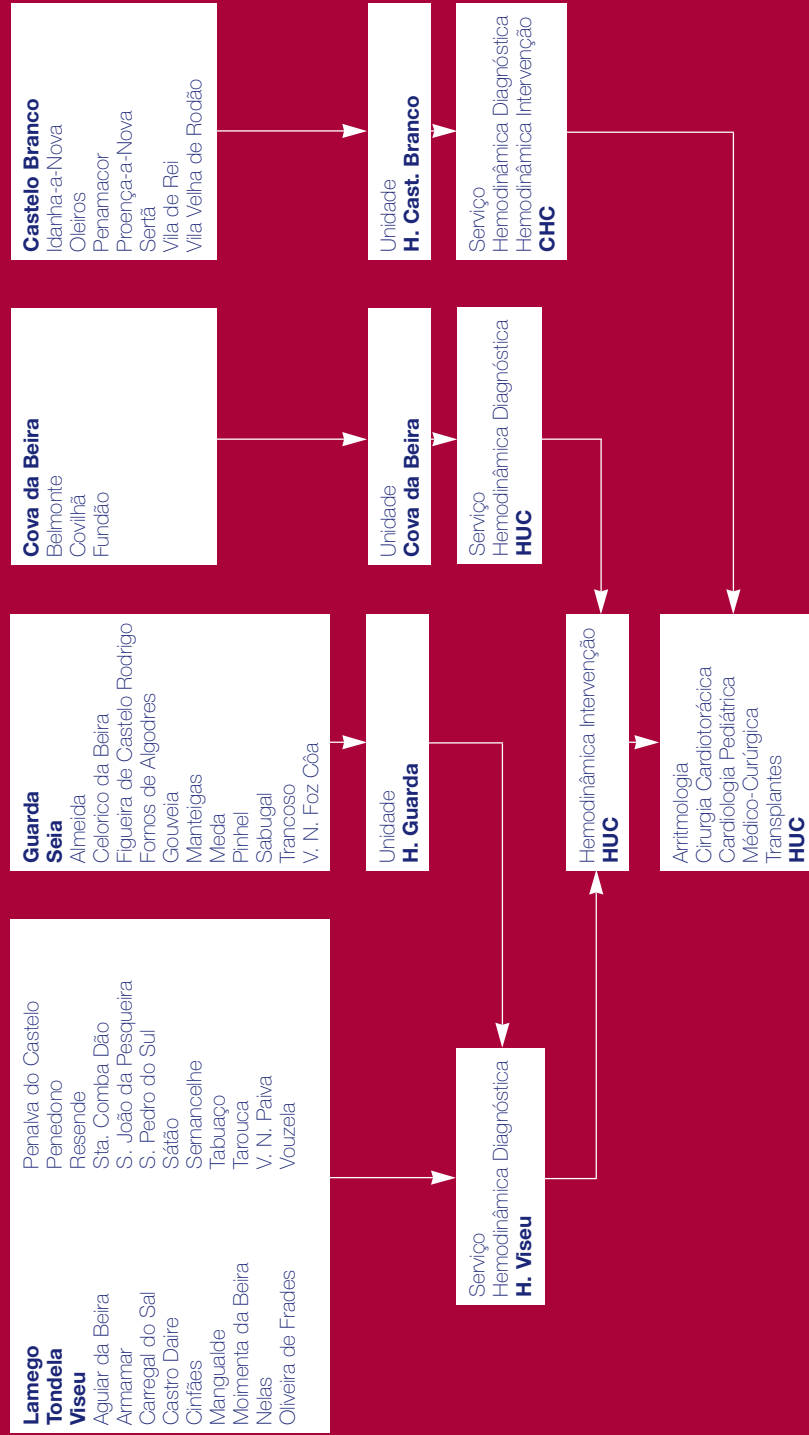 Lamego
Tondela
Viseu
Aguiar da Beira
Armamar
Carregal do Sal
Castro Daire
Cinfães
Mangualde
Moimenta da Beira
Nelas
Oliveira de Frades
Penalva do Castelo
Penedono
Resende
Sta. Comba Dão
S. João da Pesqueira
S. Pedro do Sul
Sátão
Sernancelhe
Tabuaço
Tarouca
V. N. Paiva
Vouzela
Guarda
Seia
Almeida
Celorico da Beira
Figueira de Castelo Rodrigo
Fornos de Algodres
Gouveia
Manteigas
Meda
Pinhel
Sabugal
Trancoso
V. N. Foz Côa
Cova da Beira
Belmonte
Covilhã
Fundão
Castelo Branco
Idanha-a-Nova
Oleiros
Penamacor
Proença-a-Nova
Sertã
Vila de Rei
Vila Velha de Rodão
Unidade
H. Guarda
Unidade
Cova da Beira
Unidade
H. Cast. Branco
Serviço
Hemodinâmica Diagnóstica
H. Viseu
Serviço
Hemodinâmica Diagnóstica
HUC
Serviço
Hemodinâmica Diagnóstica
Hemodinâmica Intervenção
CHC
Hemodinâmica Intervenção
HUC
Arritmologia
Cirurgia Cardiotorácica
Cardiologia Pediátrica
Médico-Curúrgica
Transplantes
HUC